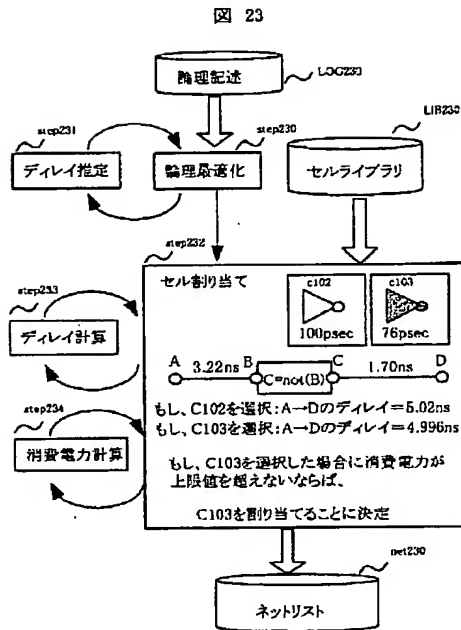 図 23
論理記述
LOG230
LIB230
step231
step230
ディレイ推定
論理最適化
セルライブラリ
step232
セル割り当て
c102
100psec
c103
76psec
step233
ディレイ計算
A 3.22ns B C=not(B) C 1.70ns D
もし、C102を選択:A→Dのディレイ=5.02ns
もし、C103を選択:A→Dのディレイ=4.996ns
step234
消費電力計算
もし、C103を選択した場合に消費電力が
上限値を超えないならば、
C103を割り当てることに決定
net230
ネットリスト